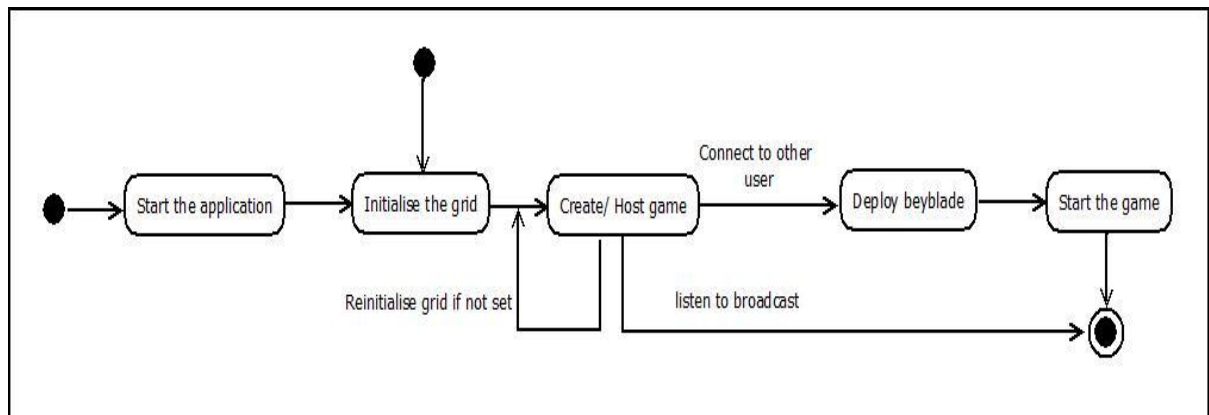 Connect to other
user
Start the application
Initialise the grid
Create/ Host game
Deploy beyblade
Start the game
Reinitialise grid if not set
listen to broadcast